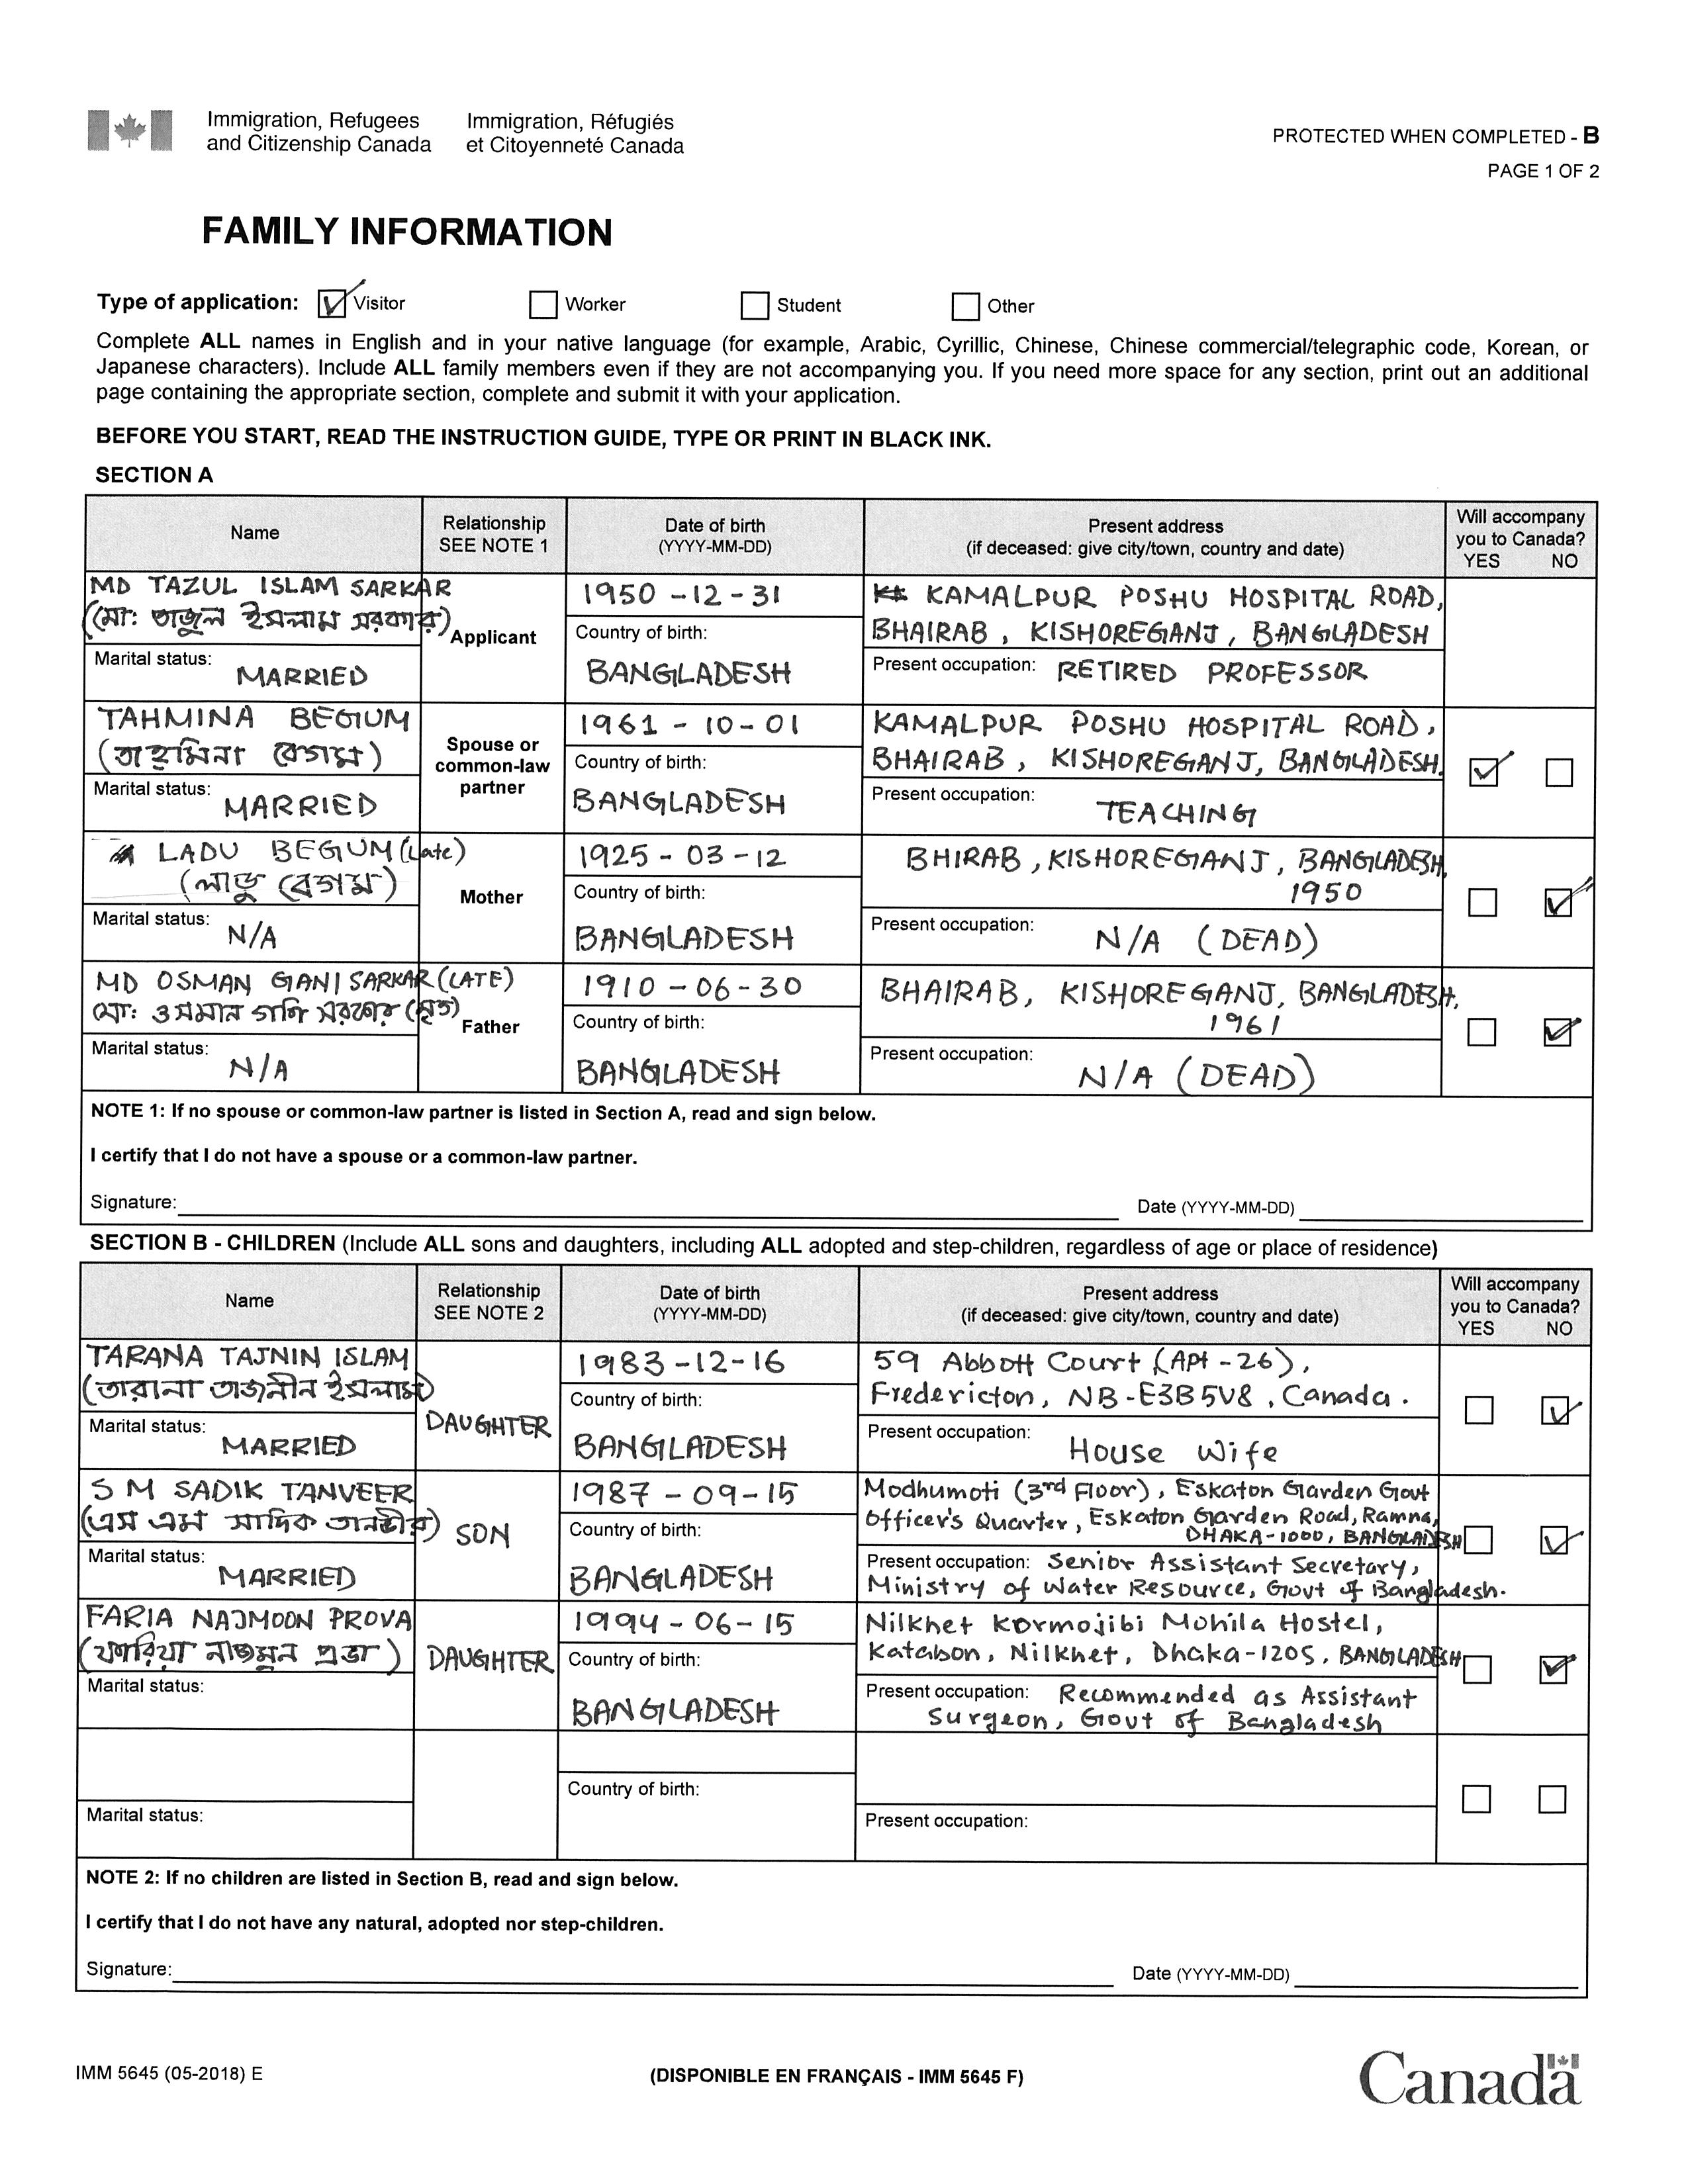 Immigration, Refugees and Citizenship Canada
Immigration, Réfugiés et Citoyenneté Canada
PROTECTED WHEN COMPLETED - B
PAGE 1 OF 2
FAMILY INFORMATION
Type of application: Visitor Worker Student Other
Complete ALL names in English and in your native language (for example, Arabic, Cyrillic, Chinese, Chinese commercial/telegraphic code, Korean, or
Japanese characters). Include ALL family members even if they are not accompanying you. If you need more space for any section, print out an additional
page containing the appropriate section, complete and submit it with your application.
BEFORE YOU START, READ THE INSTRUCTION GUIDE, TYPE OR PRINT IN BLACK INK.
SECTION A
Name
Relationship
SEE NOTE 1
Date of birth
(YYYY-MM-DD)
Present address
(if deceased: give city/town, country and date)
Will accompany
you to Canada?
YES NO
MD TAZUL ISLAM SARKAR
(মো: তাজুল ইসলাম সরকার)
Marital status: MARRIED
Applicant
1950-12-31
Country of birth:
BANGLADESH
KAMALPUR POSHU HOSPITAL ROAD,
BHAIRAB, KISHOREGANJ, BANGLADESH
Present occupation: RETIRED PROFESSOR
TAHMINA BEGUM
(তাহমিনা বেগম)
Marital status: MARRIED
Spouse or
common-law
partner
1961-10-01
Country of birth:
BANGLADESH
KAMALPUR POSHU HOSPITAL ROAD,
BHAIRAB, KISHOREGANJ, BANGLADESH.
Present occupation: TEACHING
LADU BEGUM (Late)
(লাডু বেগম)
Marital status: N/A
Mother
1925-03-12
Country of birth:
BANGLADESH
BHIRAB, KISHOREGANJ, BANGLADESH,
1950
Present occupation: N/A (DEAD)
MD OSMAN GANI SARKAR (LATE)
মো: ওসমান গনি সরকার (মৃত)
Marital status: N/A
Father
1910-06-30
Country of birth:
BANGLADESH
BHAIRAB, KISHOREGANJ, BANGLADESH,
1961
Present occupation: N/A (DEAD)
NOTE 1: If no spouse or common-law partner is listed in Section A, read and sign below.
I certify that I do not have a spouse or a common-law partner.
Signature: Date (YYYY-MM-DD)
SECTION B - CHILDREN (Include ALL sons and daughters, including ALL adopted and step-children, regardless of age or place of residence)
Name
Relationship
SEE NOTE 2
Date of birth
(YYYY-MM-DD)
Present address
(if deceased: give city/town, country and date)
Will accompany
you to Canada?
YES NO
TARANA TAJNIN ISLAM
(তারানা তাজনীন ইসলাম)
Marital status: MARRIED
DAUGHTER
1983-12-16
Country of birth:
BANGLADESH
59 Abbott Court (Apt-26),
Fredericton, NB-E3B5V8, Canada.
Present occupation: House Wife
S M SADIK TANVEER
(এস এম সাদিক তানভীর)
Marital status: MARRIED
SON
1987-09-15
Country of birth:
BANGLADESH
Modhumoti (3rd Floor), Eskaton Garden Govt
Officer's Quarter, Eskaton Garden Road, Ramna,
DHAKA-1000, BANGLADESH
Present occupation: Senior Assistant Secretary,
Ministry of Water Resource, Govt of Bangladesh.
FARIA NAJMOON PROVA
(ফারিয়া নাজমুন প্রভা)
Marital status:
DAUGHTER
1994-06-15
Country of birth:
BANGLADESH
Nilkhet Kormojibi Mohila Hostel,
Katabon, Nilkhet, Dhaka-1205, BANGLADESH
Present occupation: Recommended as Assistant
Surgeon, Govt of Bangladesh
Marital status:
Country of birth:
Present occupation:
NOTE 2: If no children are listed in Section B, read and sign below.
I certify that I do not have any natural, adopted nor step-children.
Signature: Date (YYYY-MM-DD)
IMM 5645 (05-2018) E
(DISPONIBLE EN FRANÇAIS - IMM 5645 F)
Canada